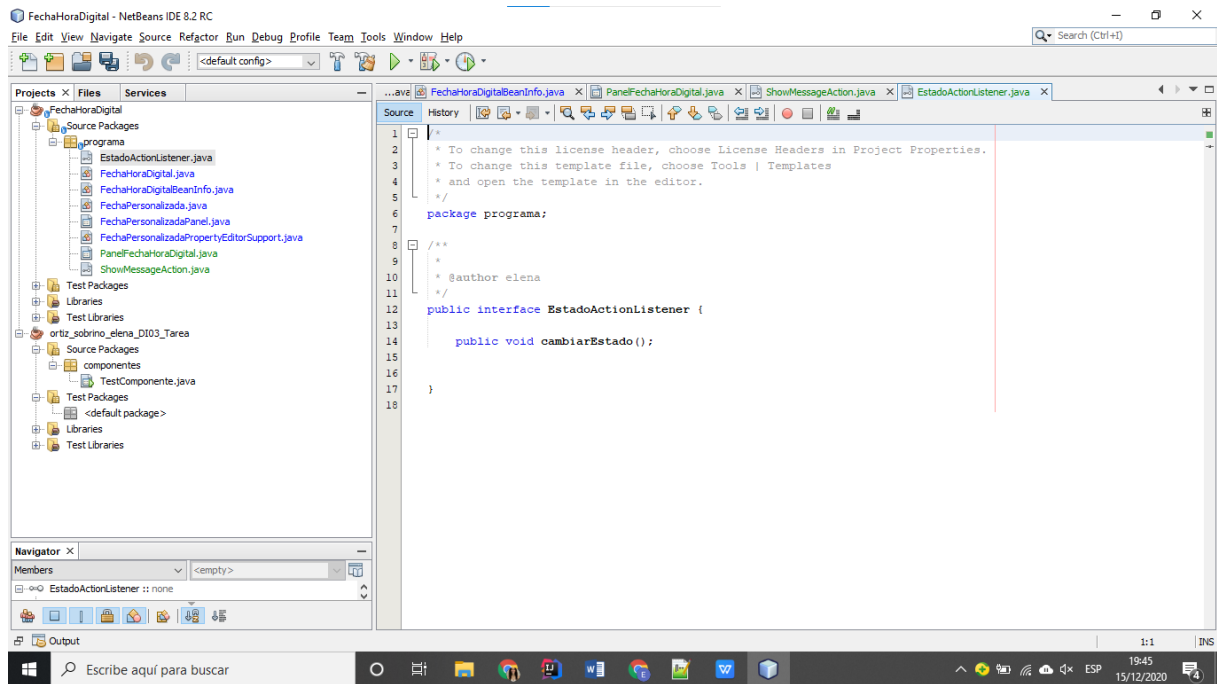 FechaHoraDigital - NetBeans IDE 8.2 RC
File Edit View Navigate Source Refactor Run Debug Profile Team Tools Window Help
Search (Ctrl+I)
<default config>
Projects Files Services
FechaHoraDigital
Source Packages
programa
EstadoActionListener.java
FechaHoraDigital.java
FechaHoraDigitalBeanInfo.java
FechaPersonalizada.java
FechaPersonalizadaPanel.java
FechaPersonalizadaPropertyEditorSupport.java
PanelFechaHoraDigital.java
ShowMessageAction.java
Test Packages
Libraries
Test Libraries
ortiz_sobrino_elena_DI03_Tarea
Source Packages
componentes
TestComponente.java
Test Packages
<default package>
Libraries
Test Libraries
...ava FechaHoraDigitalBeanInfo.java PanelFechaHoraDigital.java ShowMessageAction.java EstadoActionListener.java
Source History
1 /*
2 * To change this license header, choose License Headers in Project Properties.
3 * To change this template file, choose Tools | Templates
4 * and open the template in the editor.
5 */
6 package programa;
7
8 /**
9 *
10 * @author elena
11 */
12 public interface EstadoActionListener {
13
14 public void cambiarEstado();
15
16
17 }
18
Navigator
Members <empty>
EstadoActionListener :: none
Output
1:1 INS
Escribe aquí para buscar
ESP
19:45
15/12/2020
4